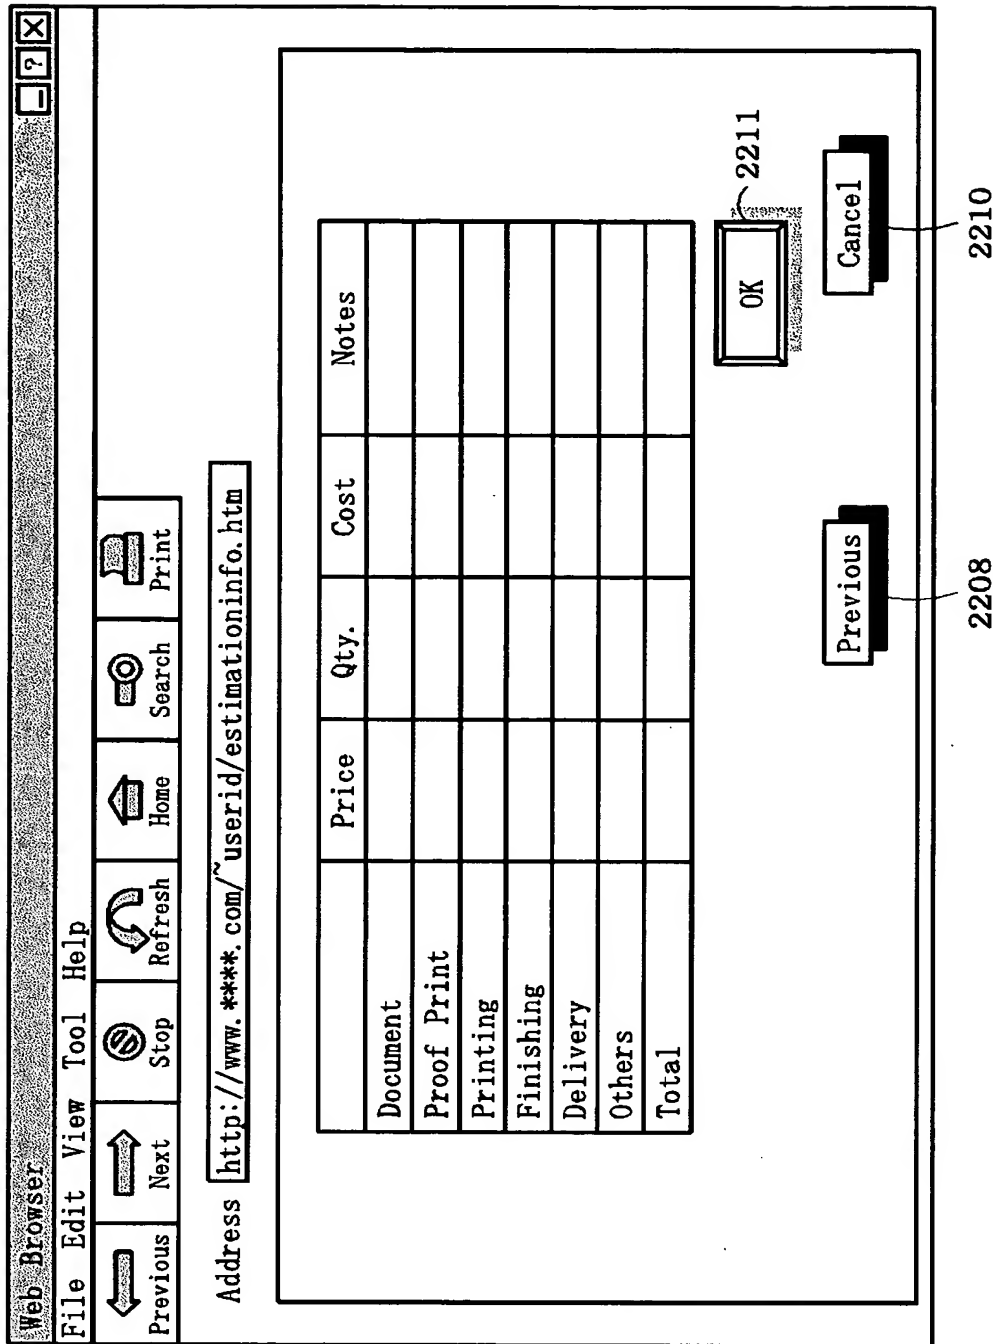 Web Browser
_ ? X
File Edit View Tool Help
Previous Next Stop Refresh Home Search Print
Address http://www.****.com/~userid/estimationinfo.htm
Price Qty. Cost Notes
Document
Proof Print
Printing
Finishing
Delivery
Others
Total
OK
2211
Previous Cancel
2208 2210